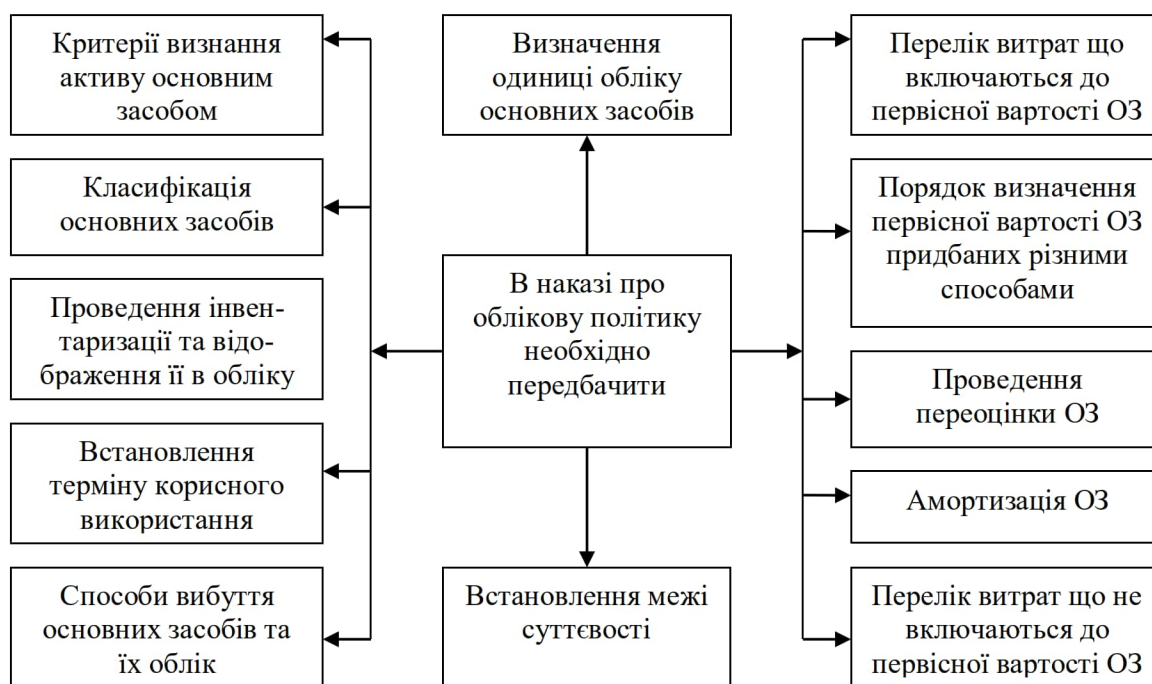 Критерії визнання
активу основним
засобом
Класифікація
основних засобів
Проведення інвен-
таризації та відо-
браження її в обліку
Встановлення
терміну корисного
використання
Способи вибуття
основних засобів та
їх облік
Визначення
одиниці обліку
основних засобів
В наказі про
облікову політику
необхідно
передбачити
Встановлення межі
суттєвості
Перелік витрат що
включаються до
первісної вартості ОЗ
Порядок визначення
первісної вартості ОЗ
придбаних різними
способами
Проведення
переоцінки ОЗ
Амортизація ОЗ
Перелік витрат що не
включаються до
первісної вартості ОЗ